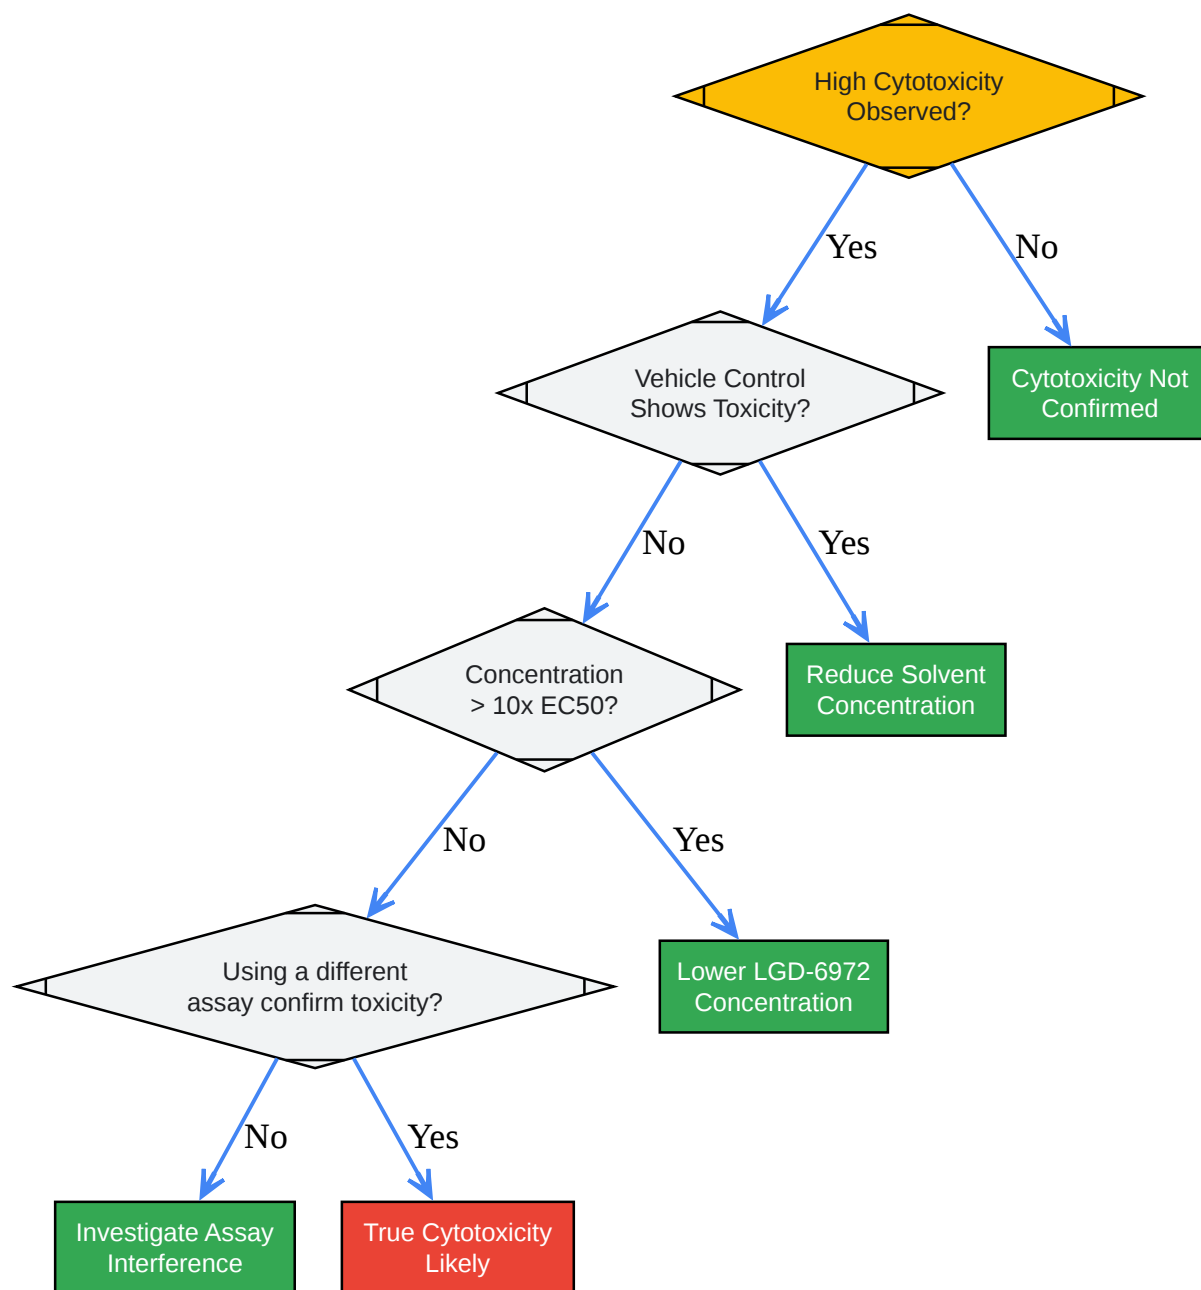 High Cytotoxicity
Observed?
Yes
No
Vehicle Control
Shows Toxicity?
Cytotoxicity Not
Confirmed
No
Yes
Concentration
> 10x EC50?
Reduce Solvent
Concentration
No
Yes
Using a different
assay confirm toxicity?
Lower LGD-6972
Concentration
No
Yes
Investigate Assay
Interference
True Cytotoxicity
Likely